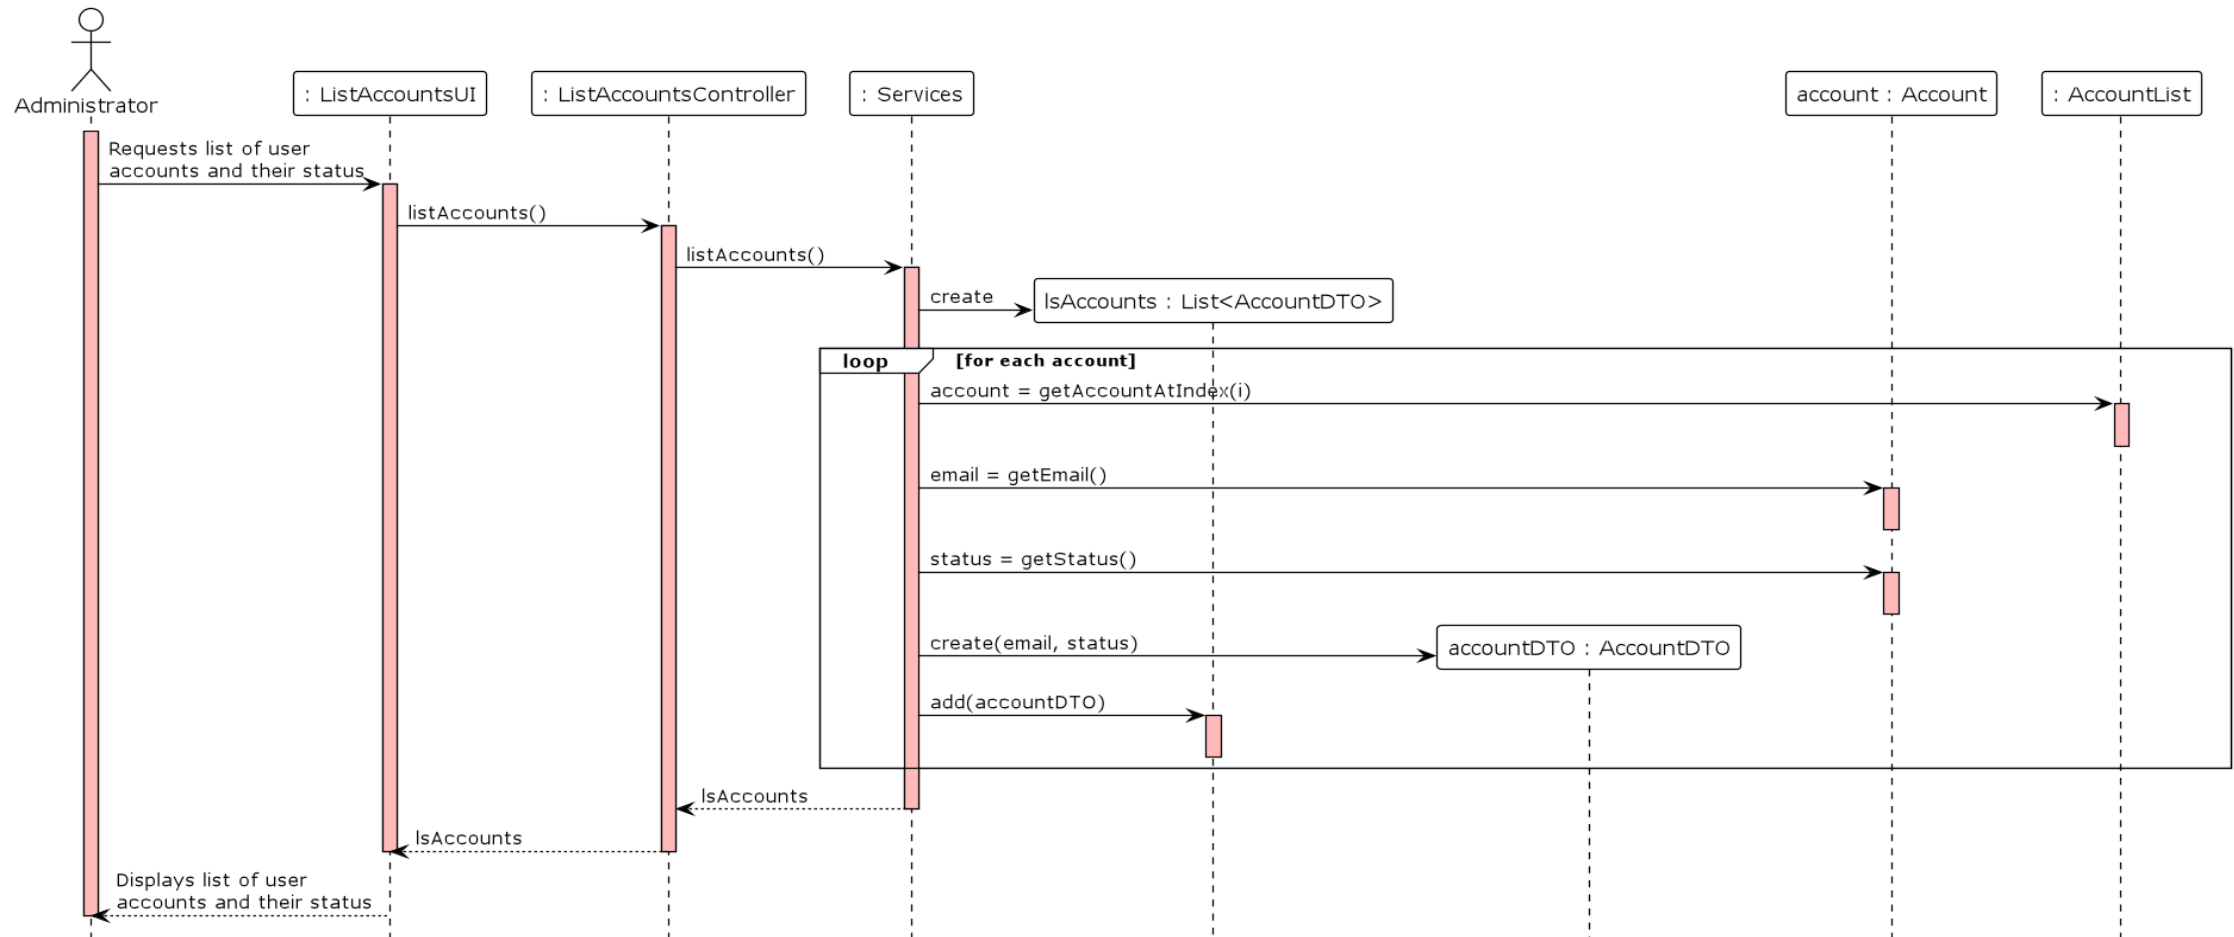 Administrator
: ListAccountsUI
: ListAccountsController
: Services
account : Account
: AccountList
Requests list of user
accounts and their status
listAccounts()
listAccounts()
create
lsAccounts : List<AccountDTO>
loop
[for each account]
account = getAccountAtIndex(i)
email = getEmail()
status = getStatus()
create(email, status)
accountDTO : AccountDTO
add(accountDTO)
lsAccounts
lsAccounts
Displays list of user
accounts and their status